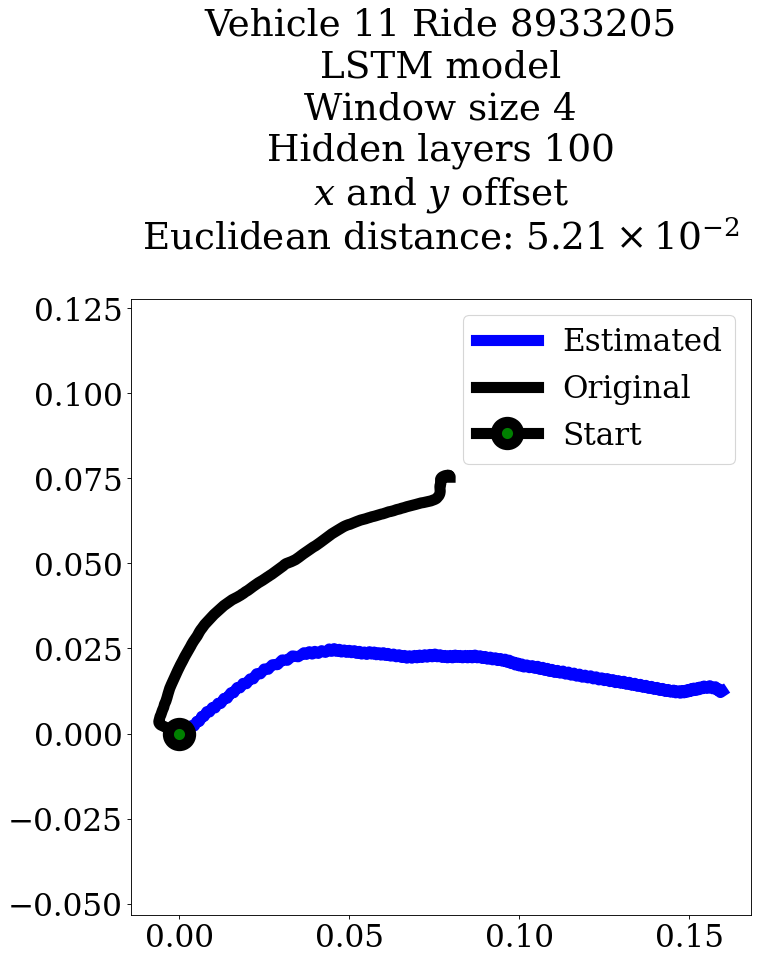 Vehicle 11 Ride 8933205
LSTM model
Window size 4
Hidden layers 100
x and y offset
Euclidean distance: 5.21 × 10⁻²
Estimated
Original
Start
0.125
0.100
0.075
0.050
0.025
0.000
−0.025
−0.050
0.00 0.05 0.10 0.15